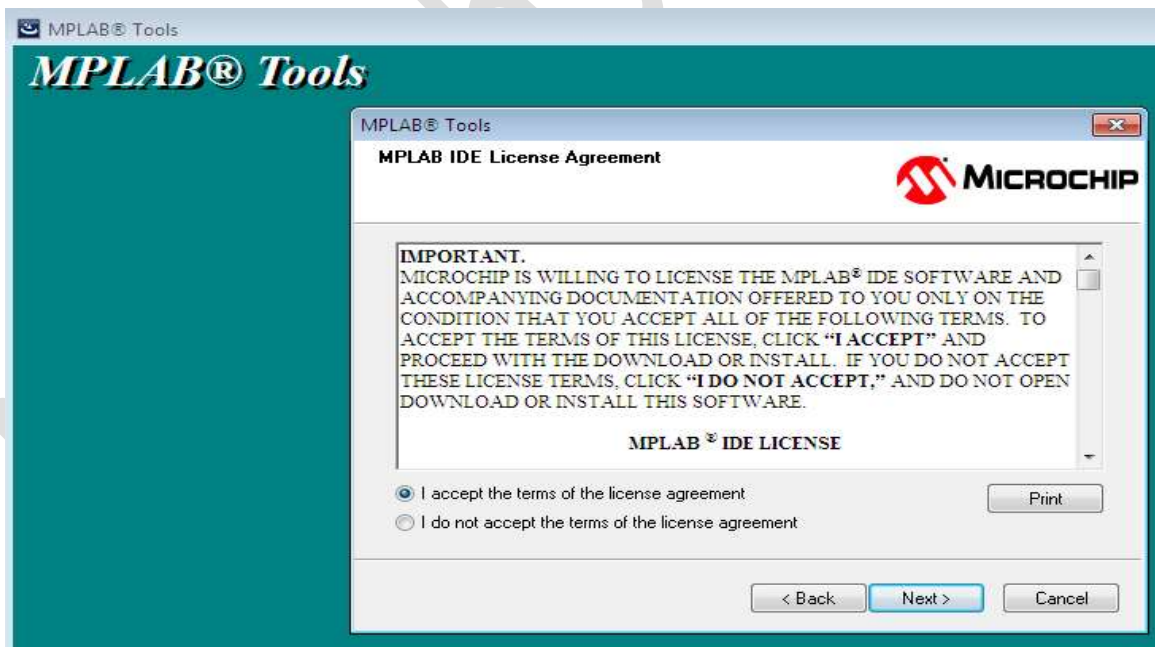 MPLAB® Tools
MPLAB® Tools
MPLAB® Tools
MPLAB IDE License Agreement
MICROCHIP
IMPORTANT.
MICROCHIP IS WILLING TO LICENSE THE MPLAB® IDE SOFTWARE AND
ACCOMPANYING DOCUMENTATION OFFERED TO YOU ONLY ON THE
CONDITION THAT YOU ACCEPT ALL OF THE FOLLOWING TERMS. TO
ACCEPT THE TERMS OF THIS LICENSE, CLICK “I ACCEPT” AND
PROCEED WITH THE DOWNLOAD OR INSTALL. IF YOU DO NOT ACCEPT
THESE LICENSE TERMS, CLICK “I DO NOT ACCEPT,” AND DO NOT OPEN
DOWNLOAD OR INSTALL THIS SOFTWARE.
MPLAB ® IDE LICENSE
I accept the terms of the license agreement
Print
I do not accept the terms of the license agreement
< Back Next > Cancel